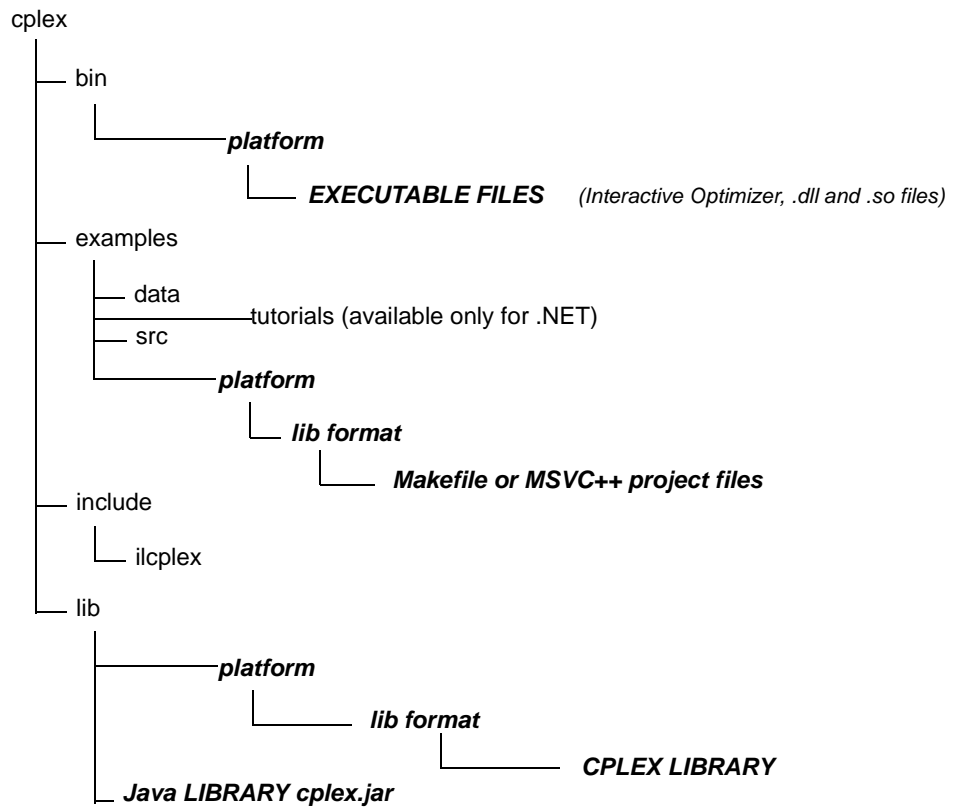 cplex
bin
platform
EXECUTABLE FILES (Interactive Optimizer, .dll and .so files)
examples
data
tutorials (available only for .NET)
src
platform
lib format
Makefile or MSVC++ project files
include
ilcplex
lib
platform
lib format
CPLEX LIBRARY
Java LIBRARY cplex.jar